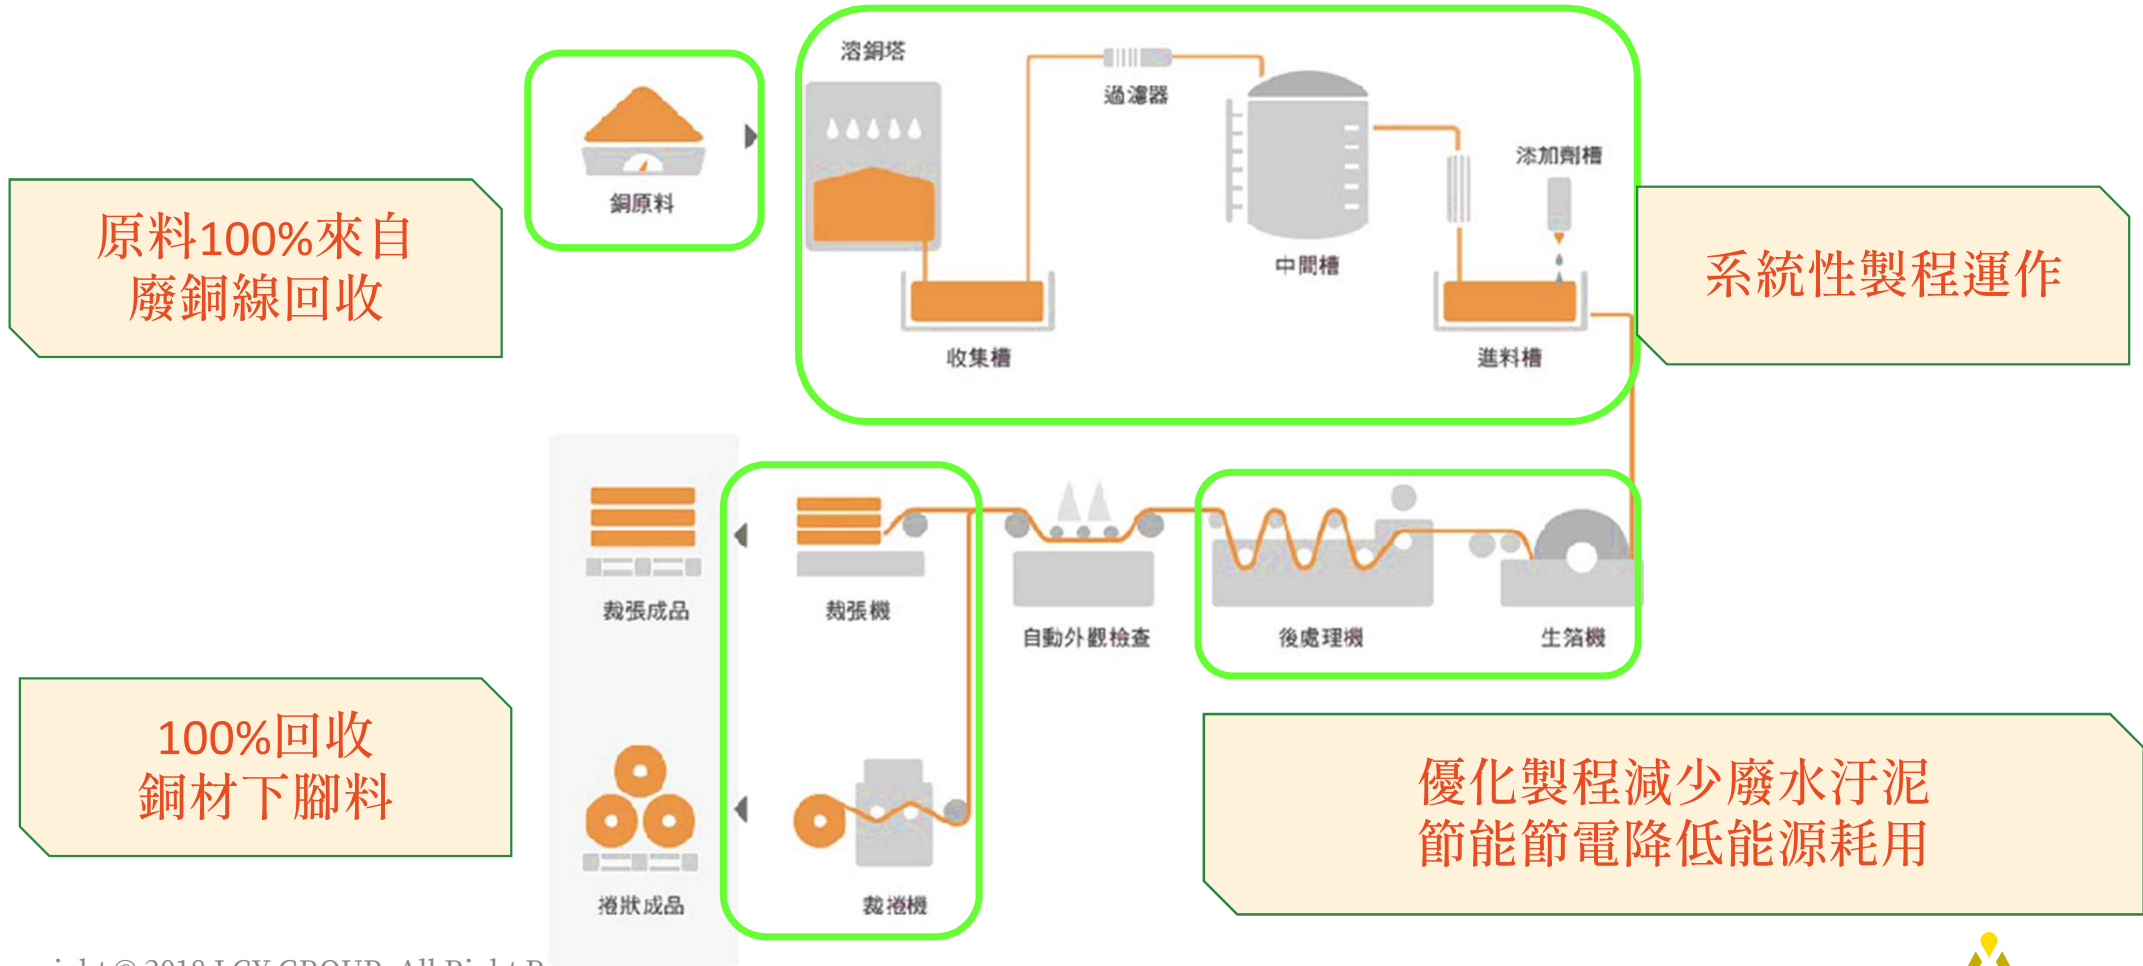 溶銅塔
過濾器
銅原料
添加劑槽
原料100%來自
廢銅線回收
系統性製程運作
中間槽
收集槽
進料槽
裁張成品
裁張機
自動外觀檢查
後處理機
生箔機
100%回收
銅材下腳料
優化製程減少廢水汙泥
節能節電降低能源耗用
捲狀成品
裁捲機
© 2018 LCY GROUP. All Right